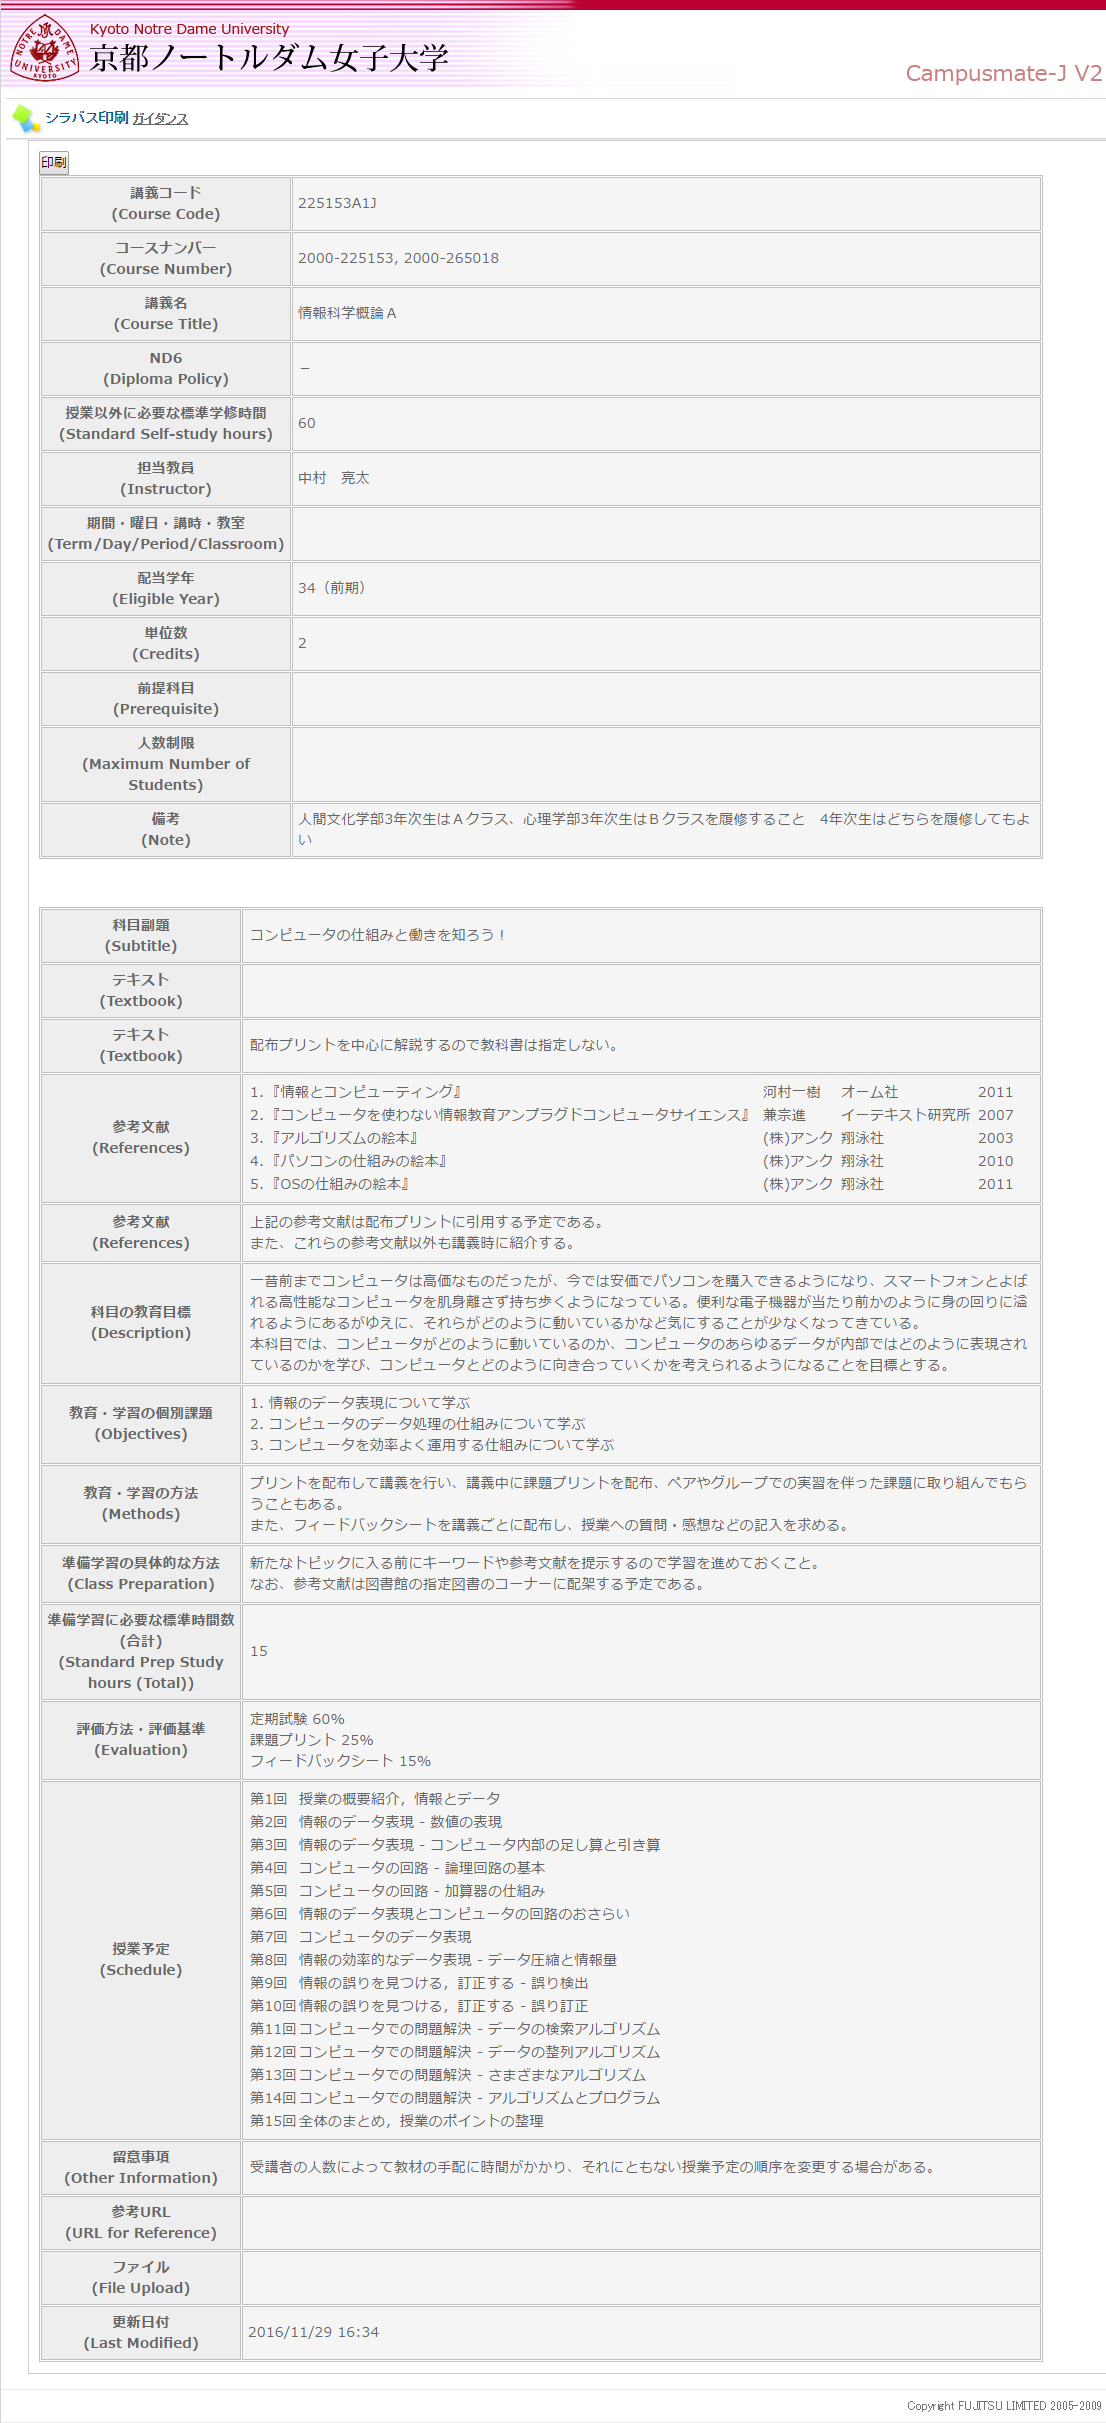 Kyoto Notre Dame University
京都ノートルダム女子大学
NOTRE DAME UNIVERSITY KYOTO
Campusmate-J V2
シラバス印刷 ガイダンス
印刷
講義コード
(Course Code)
225153A1J
コースナンバー
(Course Number)
2000-225153, 2000-265018
講義名
(Course Title)
情報科学概論Ａ
ND6
(Diploma Policy)
－
授業以外に必要な標準学修時間
(Standard Self-study hours)
60
担当教員
(Instructor)
中村　亮太
期間・曜日・講時・教室
(Term/Day/Period/Classroom)
配当学年
(Eligible Year)
34（前期）
単位数
(Credits)
2
前提科目
(Prerequisite)
人数制限
(Maximum Number of
Students)
備考
(Note)
人間文化学部3年次生はＡクラス、心理学部3年次生はＢクラスを履修すること　4年次生はどちらを履修してもよ
い
科目副題
(Subtitle)
コンピュータの仕組みと働きを知ろう！
テキスト
(Textbook)
テキスト
(Textbook)
配布プリントを中心に解説するので教科書は指定しない。
参考文献
(References)
1.『情報とコンピューティング』 河村一樹 オーム社 2011
2.『コンピュータを使わない情報教育アンプラグドコンピュータサイエンス』 兼宗進 イーテキスト研究所 2007
3.『アルゴリズムの絵本』 (株)アンク 翔泳社 2003
4.『パソコンの仕組みの絵本』 (株)アンク 翔泳社 2010
5.『OSの仕組みの絵本』 (株)アンク 翔泳社 2011
参考文献
(References)
上記の参考文献は配布プリントに引用する予定である。
また、これらの参考文献以外も講義時に紹介する。
科目の教育目標
(Description)
一昔前までコンピュータは高価なものだったが、今では安価でパソコンを購入できるようになり、スマートフォンとよば
れる高性能なコンピュータを肌身離さず持ち歩くようになっている。便利な電子機器が当たり前かのように身の回りに溢
れるようにあるがゆえに、それらがどのように動いているかなど気にすることが少なくなってきている。
本科目では、コンピュータがどのように動いているのか、コンピュータのあらゆるデータが内部ではどのように表現され
ているのかを学び、コンピュータとどのように向き合っていくかを考えられるようになることを目標とする。
教育・学習の個別課題
(Objectives)
1. 情報のデータ表現について学ぶ
2. コンピュータのデータ処理の仕組みについて学ぶ
3. コンピュータを効率よく運用する仕組みについて学ぶ
教育・学習の方法
(Methods)
プリントを配布して講義を行い、講義中に課題プリントを配布、ペアやグループでの実習を伴った課題に取り組んでもら
うこともある。
また、フィードバックシートを講義ごとに配布し、授業への質問・感想などの記入を求める。
準備学習の具体的な方法
(Class Preparation)
新たなトピックに入る前にキーワードや参考文献を提示するので学習を進めておくこと。
なお、参考文献は図書館の指定図書のコーナーに配架する予定である。
準備学習に必要な標準時間数
(合計)
(Standard Prep Study
hours (Total))
15
評価方法・評価基準
(Evaluation)
定期試験 60%
課題プリント 25%
フィードバックシート 15%
授業予定
(Schedule)
第1回 授業の概要紹介，情報とデータ
第2回 情報のデータ表現 - 数値の表現
第3回 情報のデータ表現 - コンピュータ内部の足し算と引き算
第4回 コンピュータの回路 - 論理回路の基本
第5回 コンピュータの回路 - 加算器の仕組み
第6回 情報のデータ表現とコンピュータの回路のおさらい
第7回 コンピュータのデータ表現
第8回 情報の効率的なデータ表現 - データ圧縮と情報量
第9回 情報の誤りを見つける，訂正する - 誤り検出
第10回 情報の誤りを見つける，訂正する - 誤り訂正
第11回 コンピュータでの問題解決 - データの検索アルゴリズム
第12回 コンピュータでの問題解決 - データの整列アルゴリズム
第13回 コンピュータでの問題解決 - さまざまなアルゴリズム
第14回 コンピュータでの問題解決 - アルゴリズムとプログラム
第15回 全体のまとめ，授業のポイントの整理
留意事項
(Other Information)
受講者の人数によって教材の手配に時間がかかり、それにともない授業予定の順序を変更する場合がある。
参考URL
(URL for Reference)
ファイル
(File Upload)
更新日付
(Last Modified)
2016/11/29 16:34
Copyright FUJITSU LIMITED 2005-2009